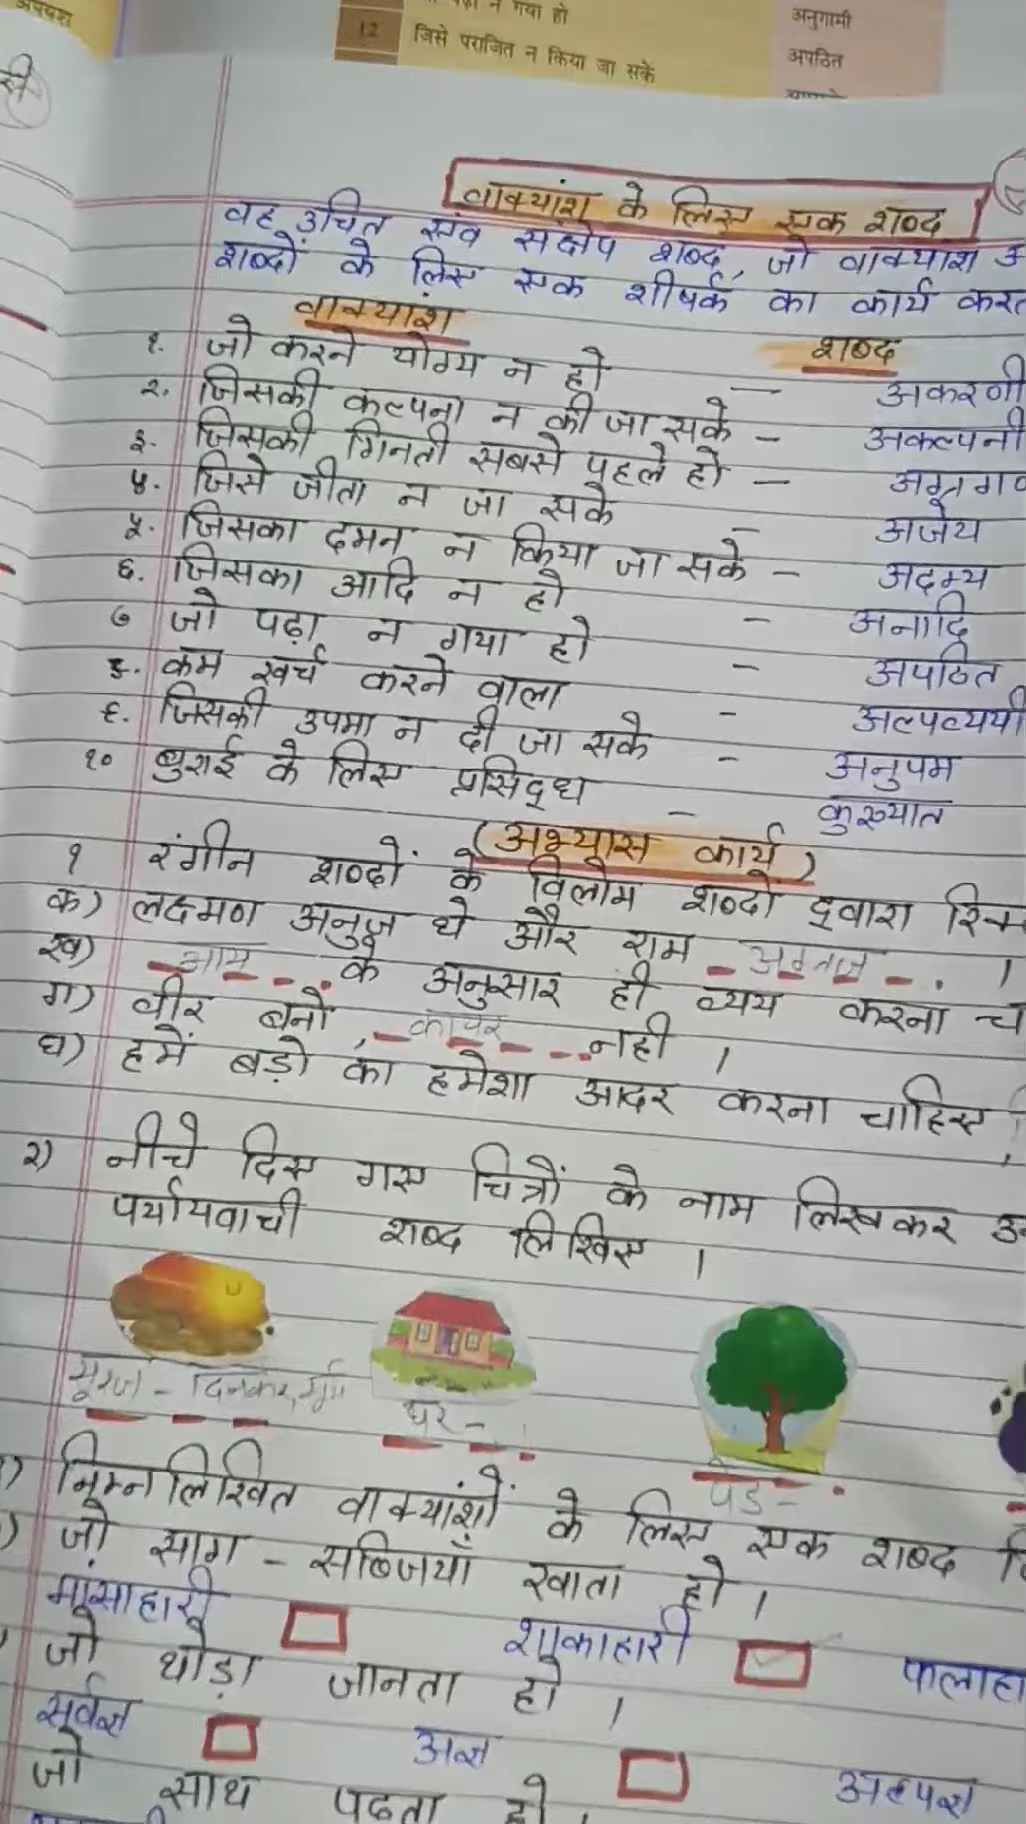 न गया हो
अनुगामी
12 जिसे पराजित न किया जा सके
अपठित
वाक्यांश के लिए एक शब्द
वह उचित एवं संक्षेप शब्द, जो वाक्यांश
शब्दों के लिए एक शीर्षक का कार्य
वाक्यांश शब्द
१. जो करने योग्य न हो - अकरणी
२. जिसकी कल्पना न की जा सके - अकल्पनी
३. जिसकी गिनती सबसे पहले हो -
४. जिसे जीता न जा सके - अजेय
५. जिसका दमन न किया जा सके - अदम्य
६. जिसका आदि न हो - अनादि
७ जो पढ़ा न गया हो - अपठित
८. कम खर्च करने वाला - अल्पव्ययी
९. जिसकी उपमा न दी जा सके - अनुपम
१० बुराई के लिए प्रसिद्ध - कुख्यात
(अभ्यास कार्य)
१ रंगीन शब्दों के विलोम शब्दों द्वारा
क) लक्ष्मण अनुज थे और राम अग्रज ।
ख) आय के अनुसार ही व्यय करना
ग) वीर बनो, कायर नही ।
घ) हमें बड़ो का हमेशा आदर करना चाहिए
२) नीचे दिए गए चित्रों के नाम लिखकर
पर्यायवाची शब्द लिखिए ।
सूरज - दिनकर, घर - पेड -
निम्नलिखित वाक्यांशों के लिए एक शब्द
जो साग - सब्जियाँ खाता हो ।
मांसाहारी शाकाहारी फलाहा
जो थोड़ा जानता हो ।
सर्वज्ञ अज्ञ अल्पज्ञ
जो साथ पढता हो ।